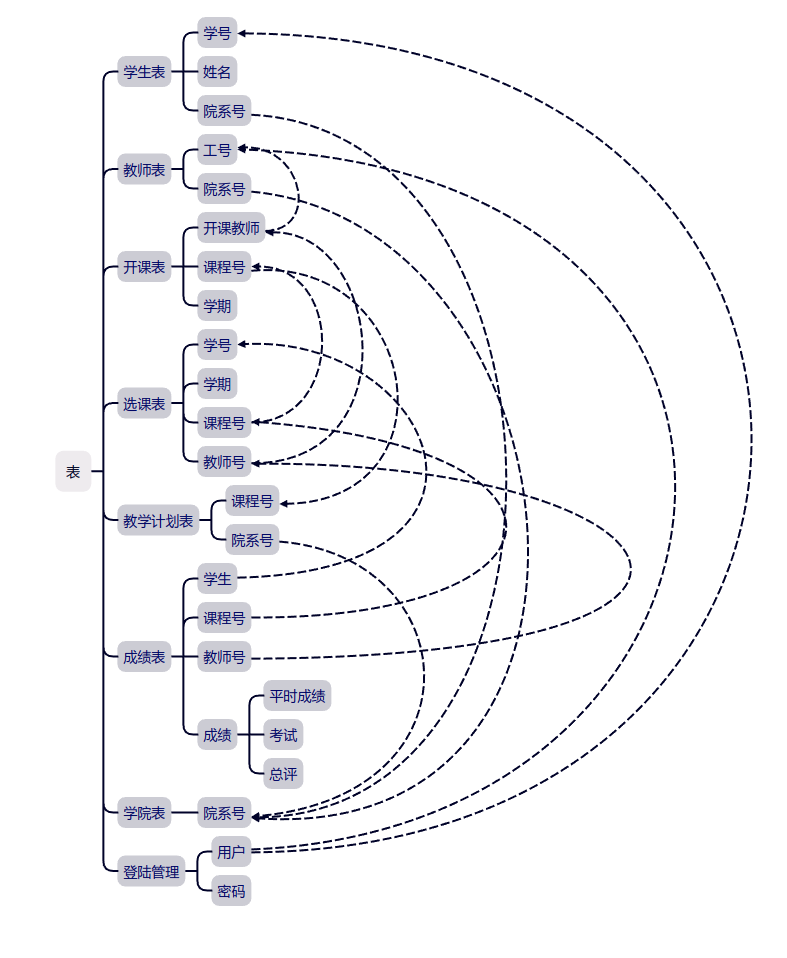 表
学生表
学号
姓名
院系号
教师表
工号
院系号
开课表
开课教师
课程号
学期
选课表
学号
学期
课程号
教师号
教学计划表
课程号
院系号
成绩表
学生
课程号
教师号
成绩
平时成绩
考试
总评
学院表
院系号
登陆管理
用户
密码